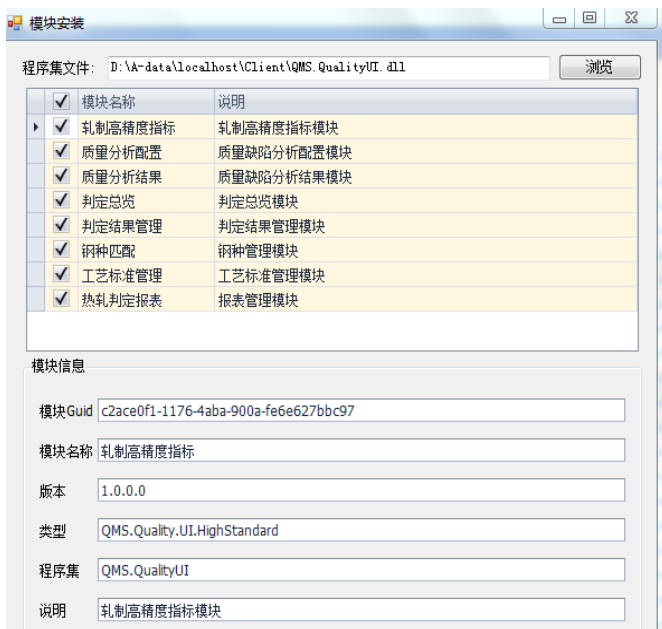 模块安装
程序集文件: D:\A-data\localhost\Client\QMS.QualityUI.dll 浏览
模块名称 说明
轧制高精度指标 轧制高精度指标模块
质量分析配置 质量缺陷分析配置模块
质量分析结果 质量缺陷分析结果模块
判定总览 判定总览模块
判定结果管理 判定结果管理模块
钢种匹配 钢种管理模块
工艺标准管理 工艺标准管理模块
热轧判定报表 报表管理模块
模块信息
模块Guid c2ace0f1-1176-4aba-900a-fe6e627bbc97
模块名称 轧制高精度指标
版本 1.0.0.0
类型 QMS.Quality.UI.HighStandard
程序集 QMS.QualityUI
说明 轧制高精度指标模块